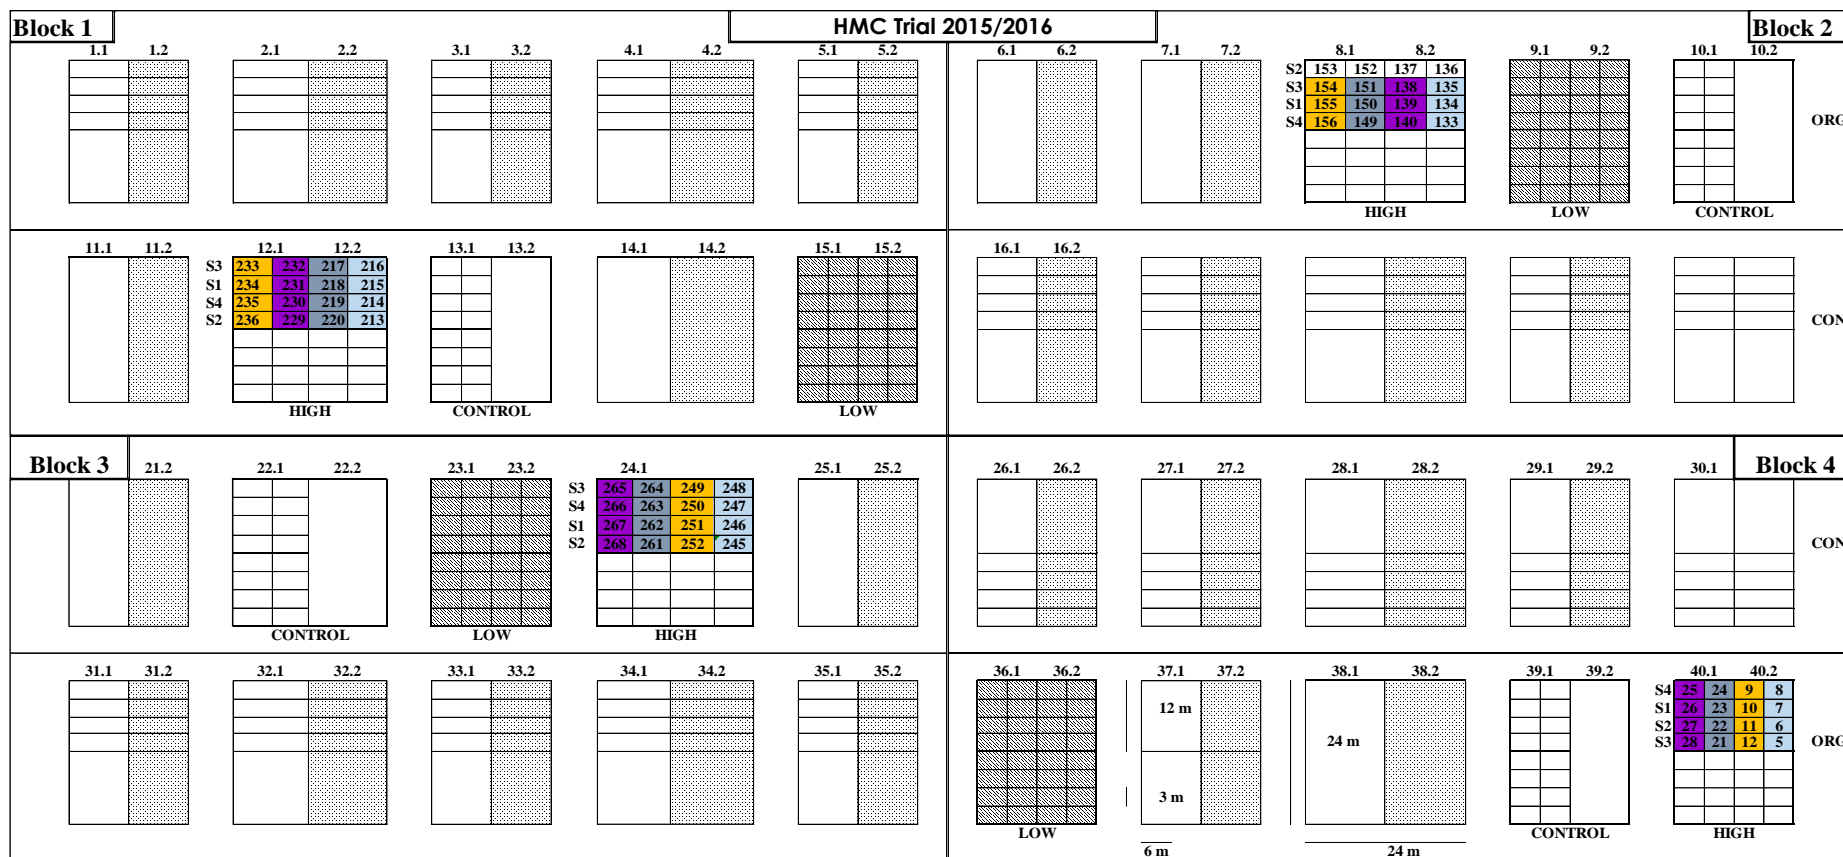 Block 1
HMC Trial 2015/2016
Block 2
1.1 1.2 2.1 2.2 3.1 3.2 4.1 4.2 5.1 5.2 6.1 6.2 7.1 7.2 8.1 8.2 9.1 9.2 10.1 10.2
S2 153 152 137 136
S3 154 151 138 135
S1 155 150 139 134
S4 156 149 140 133
ORG
HIGH LOW CONTROL
11.1 11.2 12.1 12.2 13.1 13.2 14.1 14.2 15.1 15.2 16.1 16.2
S3 233 232 217 216
S1 234 231 218 215
S4 235 230 219 214
S2 236 229 220 213
CON
HIGH CONTROL LOW
Block 3
21.2 22.1 22.2 23.1 23.2 24.1 25.1 25.2 26.1 26.2 27.1 27.2 28.1 28.2 29.1 29.2 30.1
Block 4
S3 265 264 249 248
S4 266 263 250 247
S1 267 262 251 246
S2 268 261 252 245
CON
CONTROL LOW HIGH
31.1 31.2 32.1 32.2 33.1 33.2 34.1 34.2 35.1 35.2 36.1 36.2 37.1 37.2 38.1 38.2 39.1 39.2 40.1 40.2
S4 25 24 9 8
S1 26 23 10 7
S2 27 22 11 6
S3 28 21 12 5
12 m
24 m
ORG
3 m
LOW CONTROL HIGH
6 m 24 m